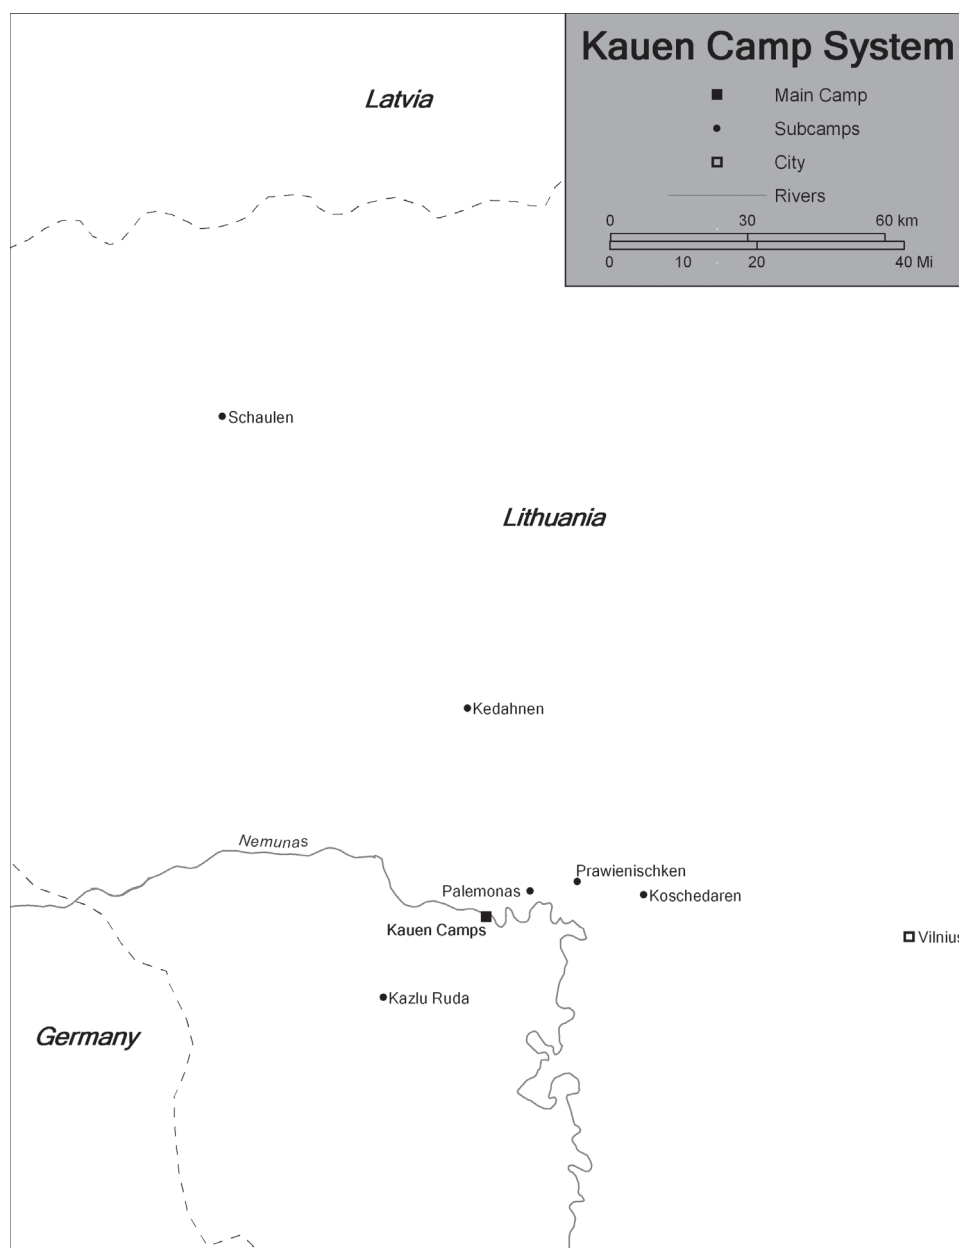 Kauen Camp System
Main Camp
Subcamps
City
Rivers
0 30 60 km
0 10 20 40 Mi
Latvia
Schaulen
Lithuania
Kedahnen
Nemunas
Prawienischken
Palemonas
Koschedaren
Kauen Camps
Vilnius
Kazlu Ruda
Germany